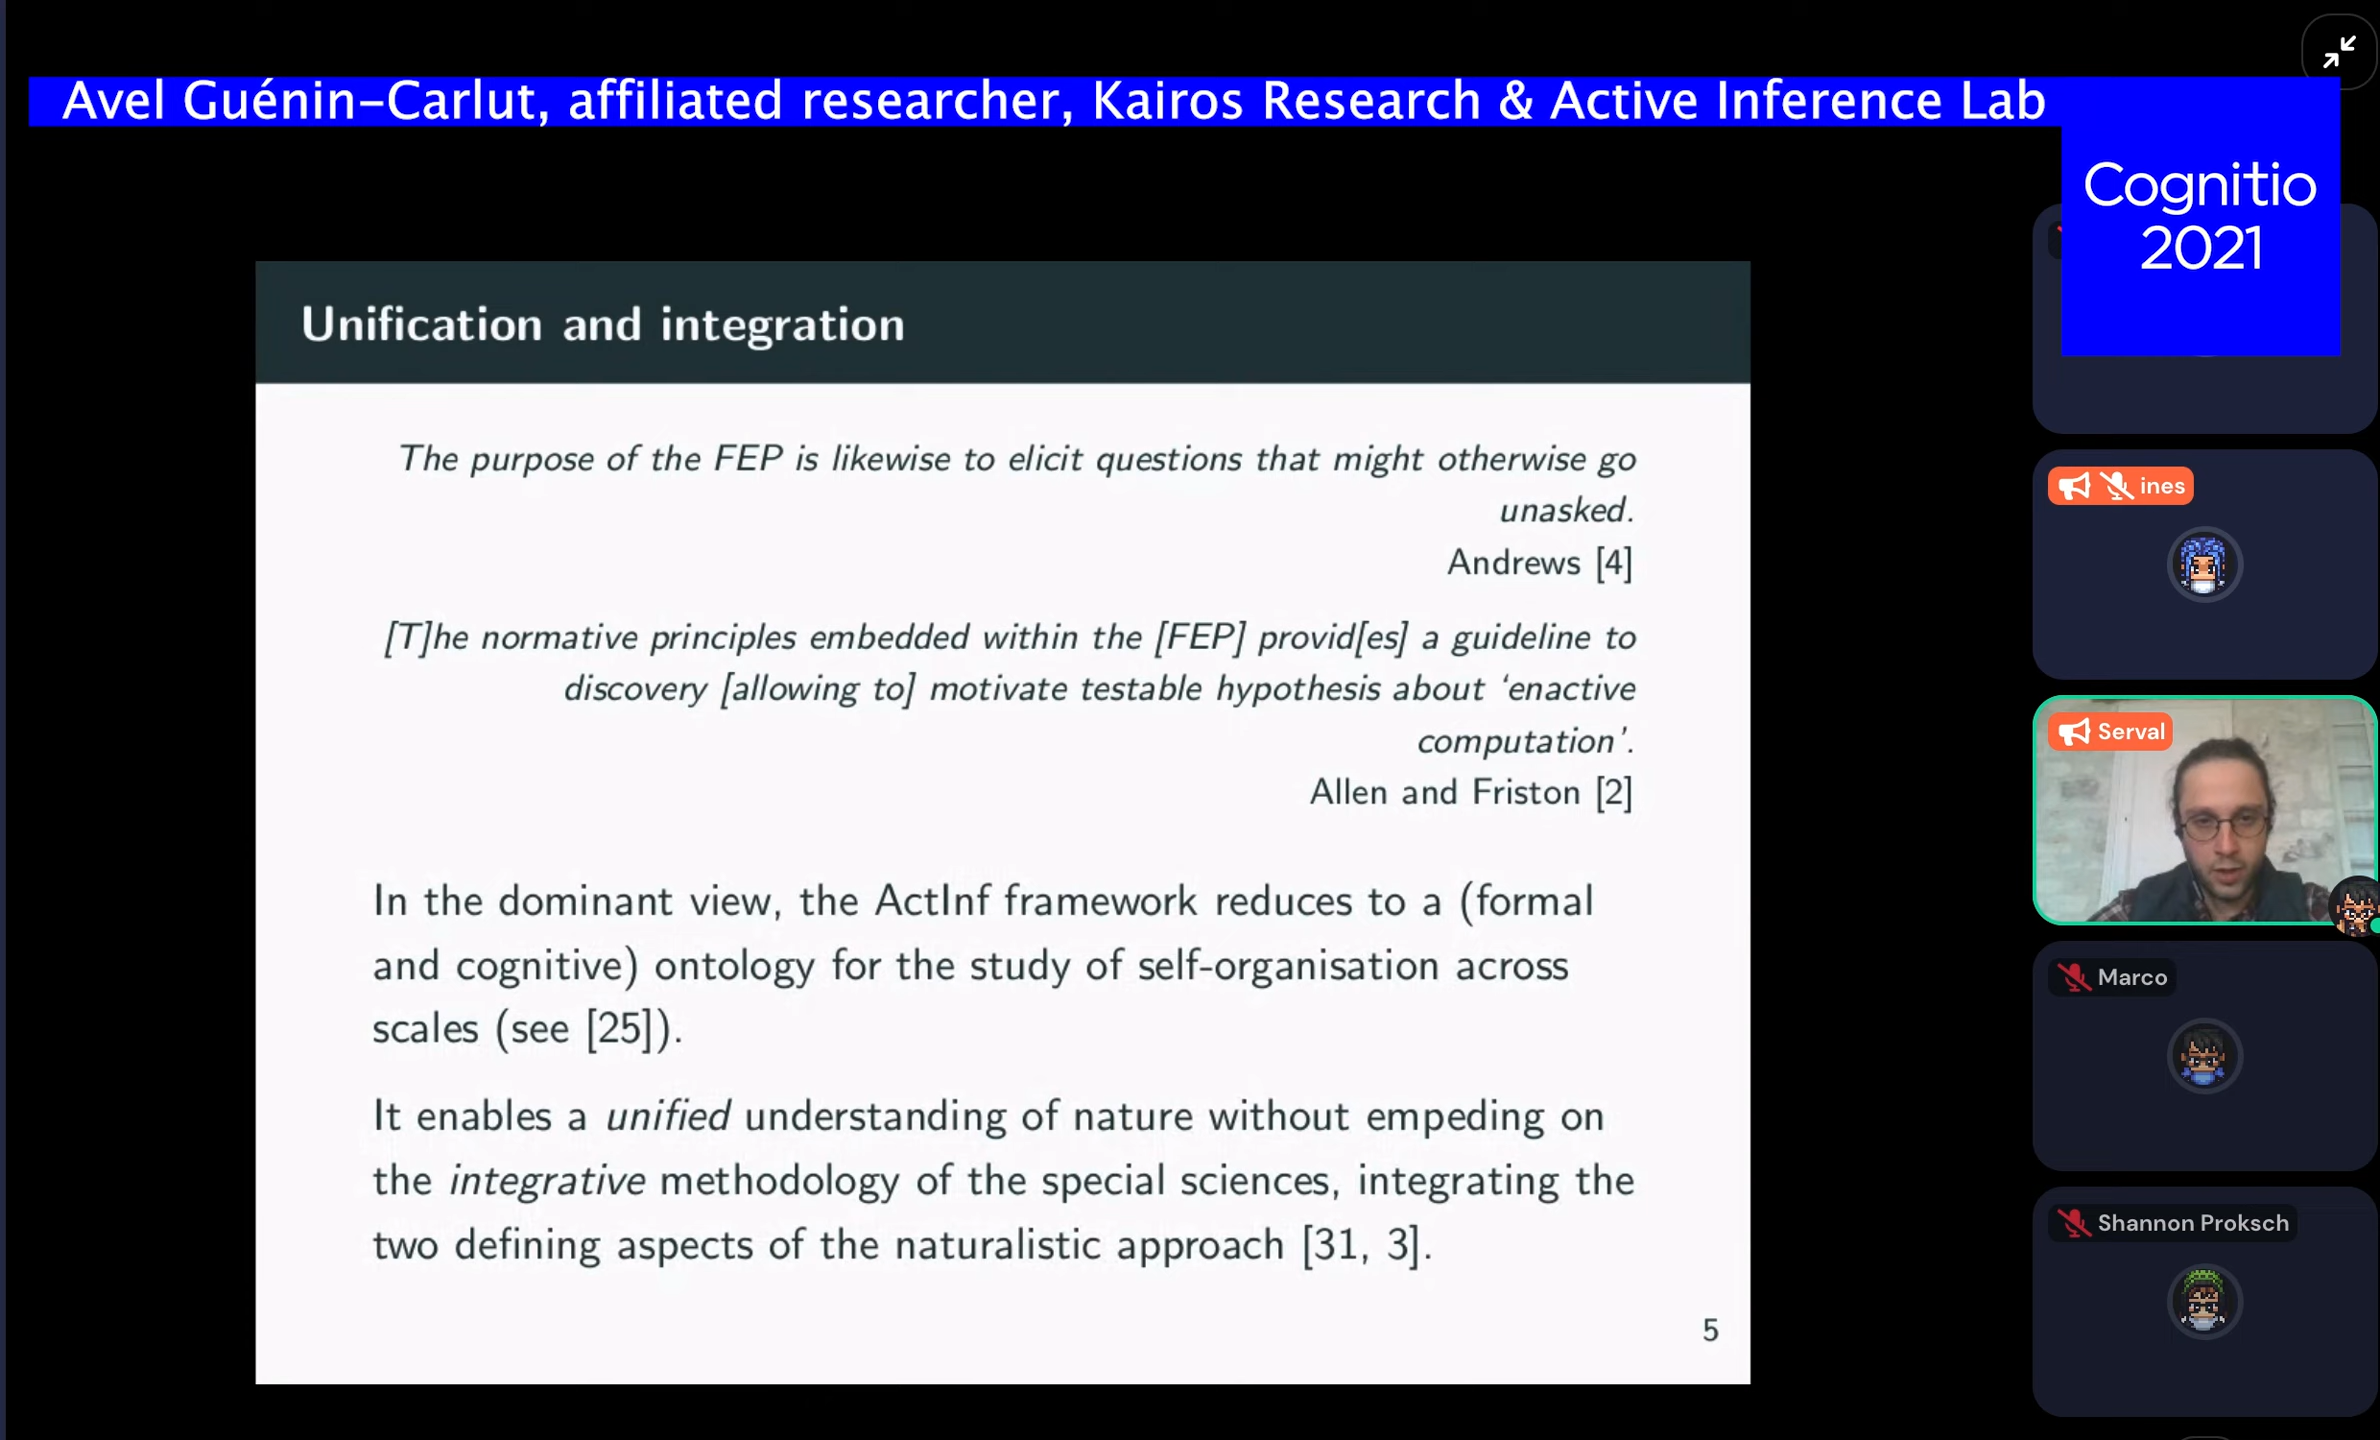 Avel Guénin-Carlut, affiliated researcher, Kairos Research & Active Inference Lab
Cognitio
2021
Unification and integration
The purpose of the FEP is likewise to elicit questions that might otherwise go
unasked.
Andrews [4]
[T]he normative principles embedded within the [FEP] provid[es] a guideline to
discovery [allowing to] motivate testable hypothesis about ‘enactive
computation’.
Allen and Friston [2]
In the dominant view, the ActInf framework reduces to a (formal
and cognitive) ontology for the study of self-organisation across
scales (see [25]).
It enables a unified understanding of nature without empeding on
the integrative methodology of the special sciences, integrating the
two defining aspects of the naturalistic approach [31, 3].
5
ines
Serval
Marco
Shannon Proksch